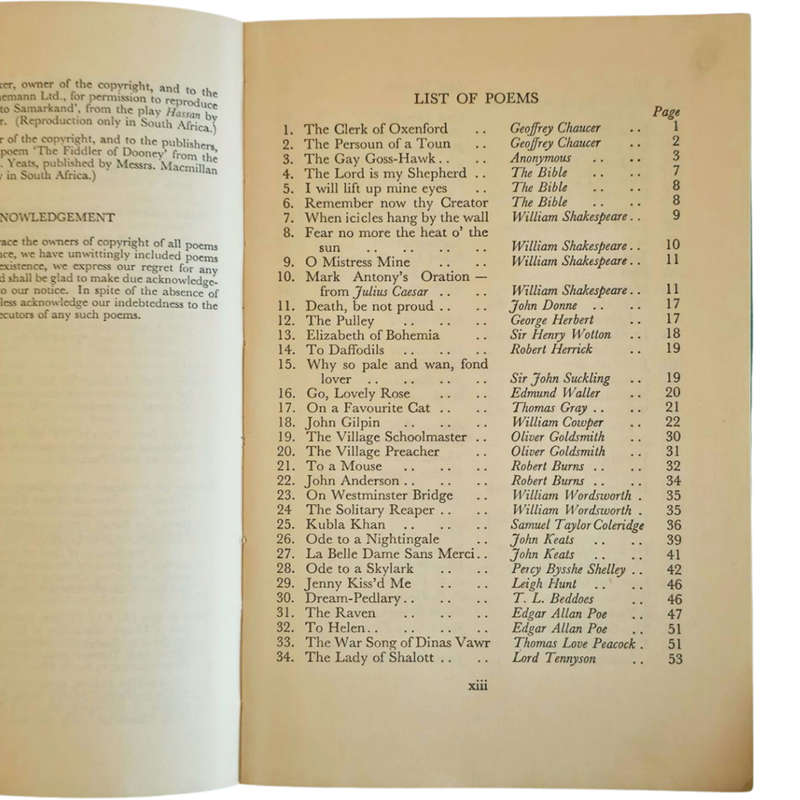 ker, owner of the copyright, and to the
nemann Ltd., for permission to reproduce
to Samarkand', from the play Hassan by
r. (Reproduction only in South Africa.)
r of the copyright, and to the publishers,
poem 'The Fiddler of Dooney' from the
. Yeats, published by Messrs. Macmillan
y in South Africa.)
NOWLEDGEMENT
race the owners of copyright of all poems
nce, we have unwittingly included poems
existence, we express our regret for any
d shall be glad to make due acknowledge-
to our notice. In spite of the absence of
less acknowledge our indebtedness to the
ecutors of any such poems.
LIST OF POEMS
Page
1. The Clerk of Oxenford .. Geoffrey Chaucer .. 1
2. The Persoun of a Toun .. Geoffrey Chaucer .. 2
3. The Gay Goss-Hawk .. .. Anonymous .. .. 3
4. The Lord is my Shepherd .. The Bible .. .. 7
5. I will lift up mine eyes .. The Bible .. .. 8
6. Remember now thy Creator The Bible .. .. 8
7. When icicles hang by the wall William Shakespeare .. 9
8. Fear no more the heat o' the
sun .. .. .. .. William Shakespeare .. 10
9. O Mistress Mine .. .. William Shakespeare .. 11
10. Mark Antony's Oration —
from Julius Caesar .. .. William Shakespeare .. 11
11. Death, be not proud .. .. John Donne .. .. 17
12. The Pulley .. .. .. George Herbert .. 17
13. Elizabeth of Bohemia .. Sir Henry Wotton .. 18
14. To Daffodils .. .. .. Robert Herrick .. 19
15. Why so pale and wan, fond
lover .. .. .. .. Sir John Suckling .. 19
16. Go, Lovely Rose .. .. Edmund Waller .. 20
17. On a Favourite Cat .. .. Thomas Gray .. .. 21
18. John Gilpin .. .. .. William Cowper .. 22
19. The Village Schoolmaster .. Oliver Goldsmith .. 30
20. The Village Preacher .. Oliver Goldsmith .. 31
21. To a Mouse .. .. .. Robert Burns .. .. 32
22. John Anderson .. .. .. Robert Burns .. .. 34
23. On Westminster Bridge .. William Wordsworth . 35
24 The Solitary Reaper .. .. William Wordsworth . 35
25. Kubla Khan .. .. .. Samuel Taylor Coleridge 36
26. Ode to a Nightingale .. John Keats .. .. 39
27. La Belle Dame Sans Merci .. John Keats .. .. 41
28. Ode to a Skylark .. .. Percy Bysshe Shelley .. 42
29. Jenny Kiss'd Me .. .. Leigh Hunt .. .. 46
30. Dream-Pedlary .. .. .. T. L. Beddoes .. 46
31. The Raven .. .. .. Edgar Allan Poe .. 47
32. To Helen .. .. .. .. Edgar Allan Poe .. 51
33. The War Song of Dinas Vawr Thomas Love Peacock . 51
34. The Lady of Shalott .. .. Lord Tennyson .. 53
xiii